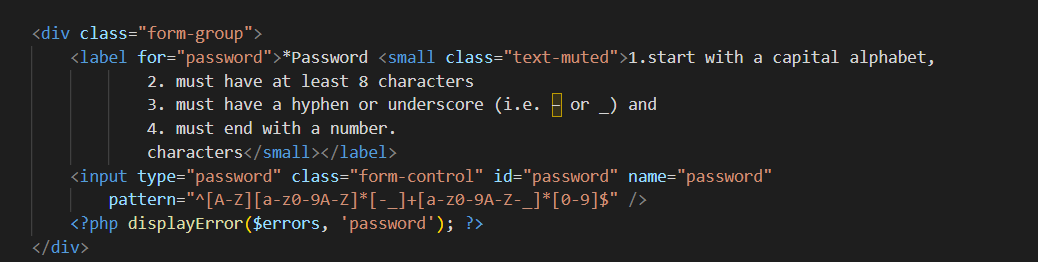 <div class="form-group">
<label for="password">*Password <small class="text-muted">1.start with a capital alphabet,
2. must have at least 8 characters
3. must have a hyphen or underscore (i.e. – or _) and
4. must end with a number.
characters</small></label>
<input type="password" class="form-control" id="password" name="password"
pattern="^[A-Z][a-z0-9A-Z]*[-_]+[a-z0-9A-Z-_]*[0-9]$" />
<?php displayError($errors, 'password'); ?>
</div>